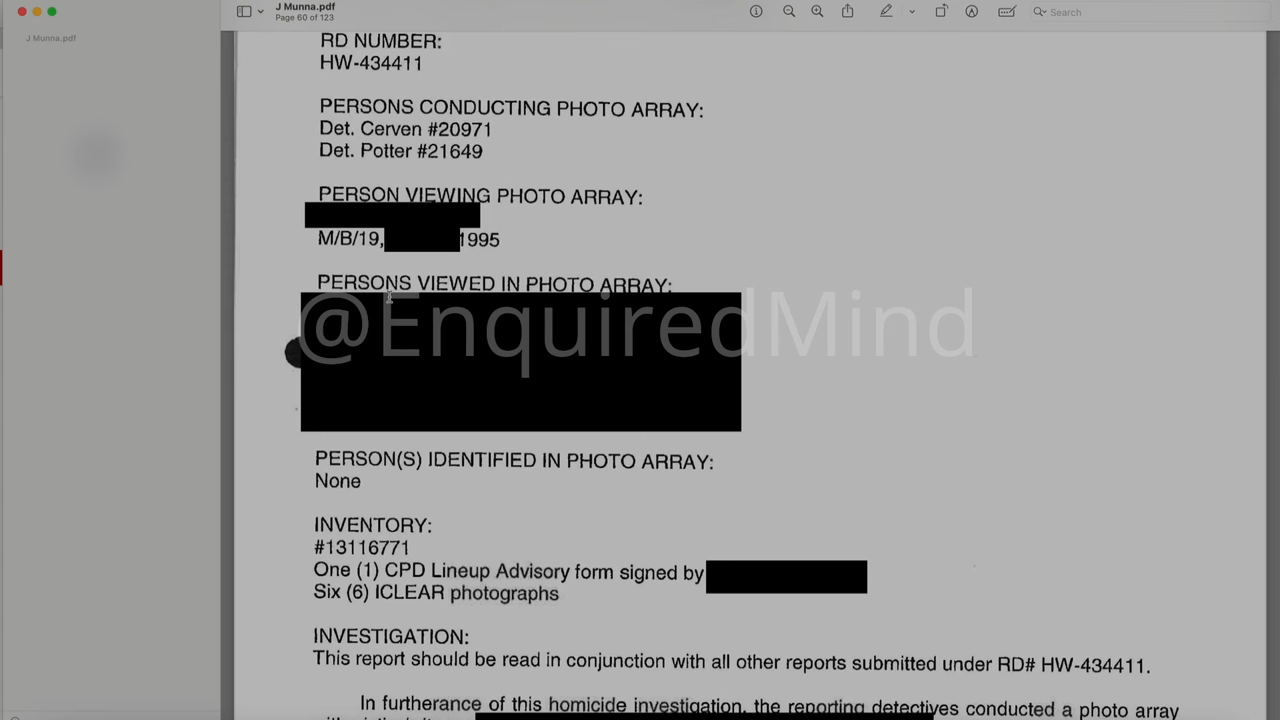 J Munna.pdf
Page 60 of 123
Search
J Munna.pdf
RD NUMBER:
HW-434411
PERSONS CONDUCTING PHOTO ARRAY:
Det. Cerven #20971
Det. Potter #21649
PERSON VIEWING PHOTO ARRAY:
M/B/19, 1995
PERSONS VIEWED IN PHOTO ARRAY:
@EnquiredMind
PERSON(S) IDENTIFIED IN PHOTO ARRAY:
None
INVENTORY:
#13116771
One (1) CPD Lineup Advisory form signed by
Six (6) ICLEAR photographs
INVESTIGATION:
This report should be read in conjunction with all other reports submitted under RD# HW-434411.
In furtherance of this homicide investigation, the reporting detectives conducted a photo array